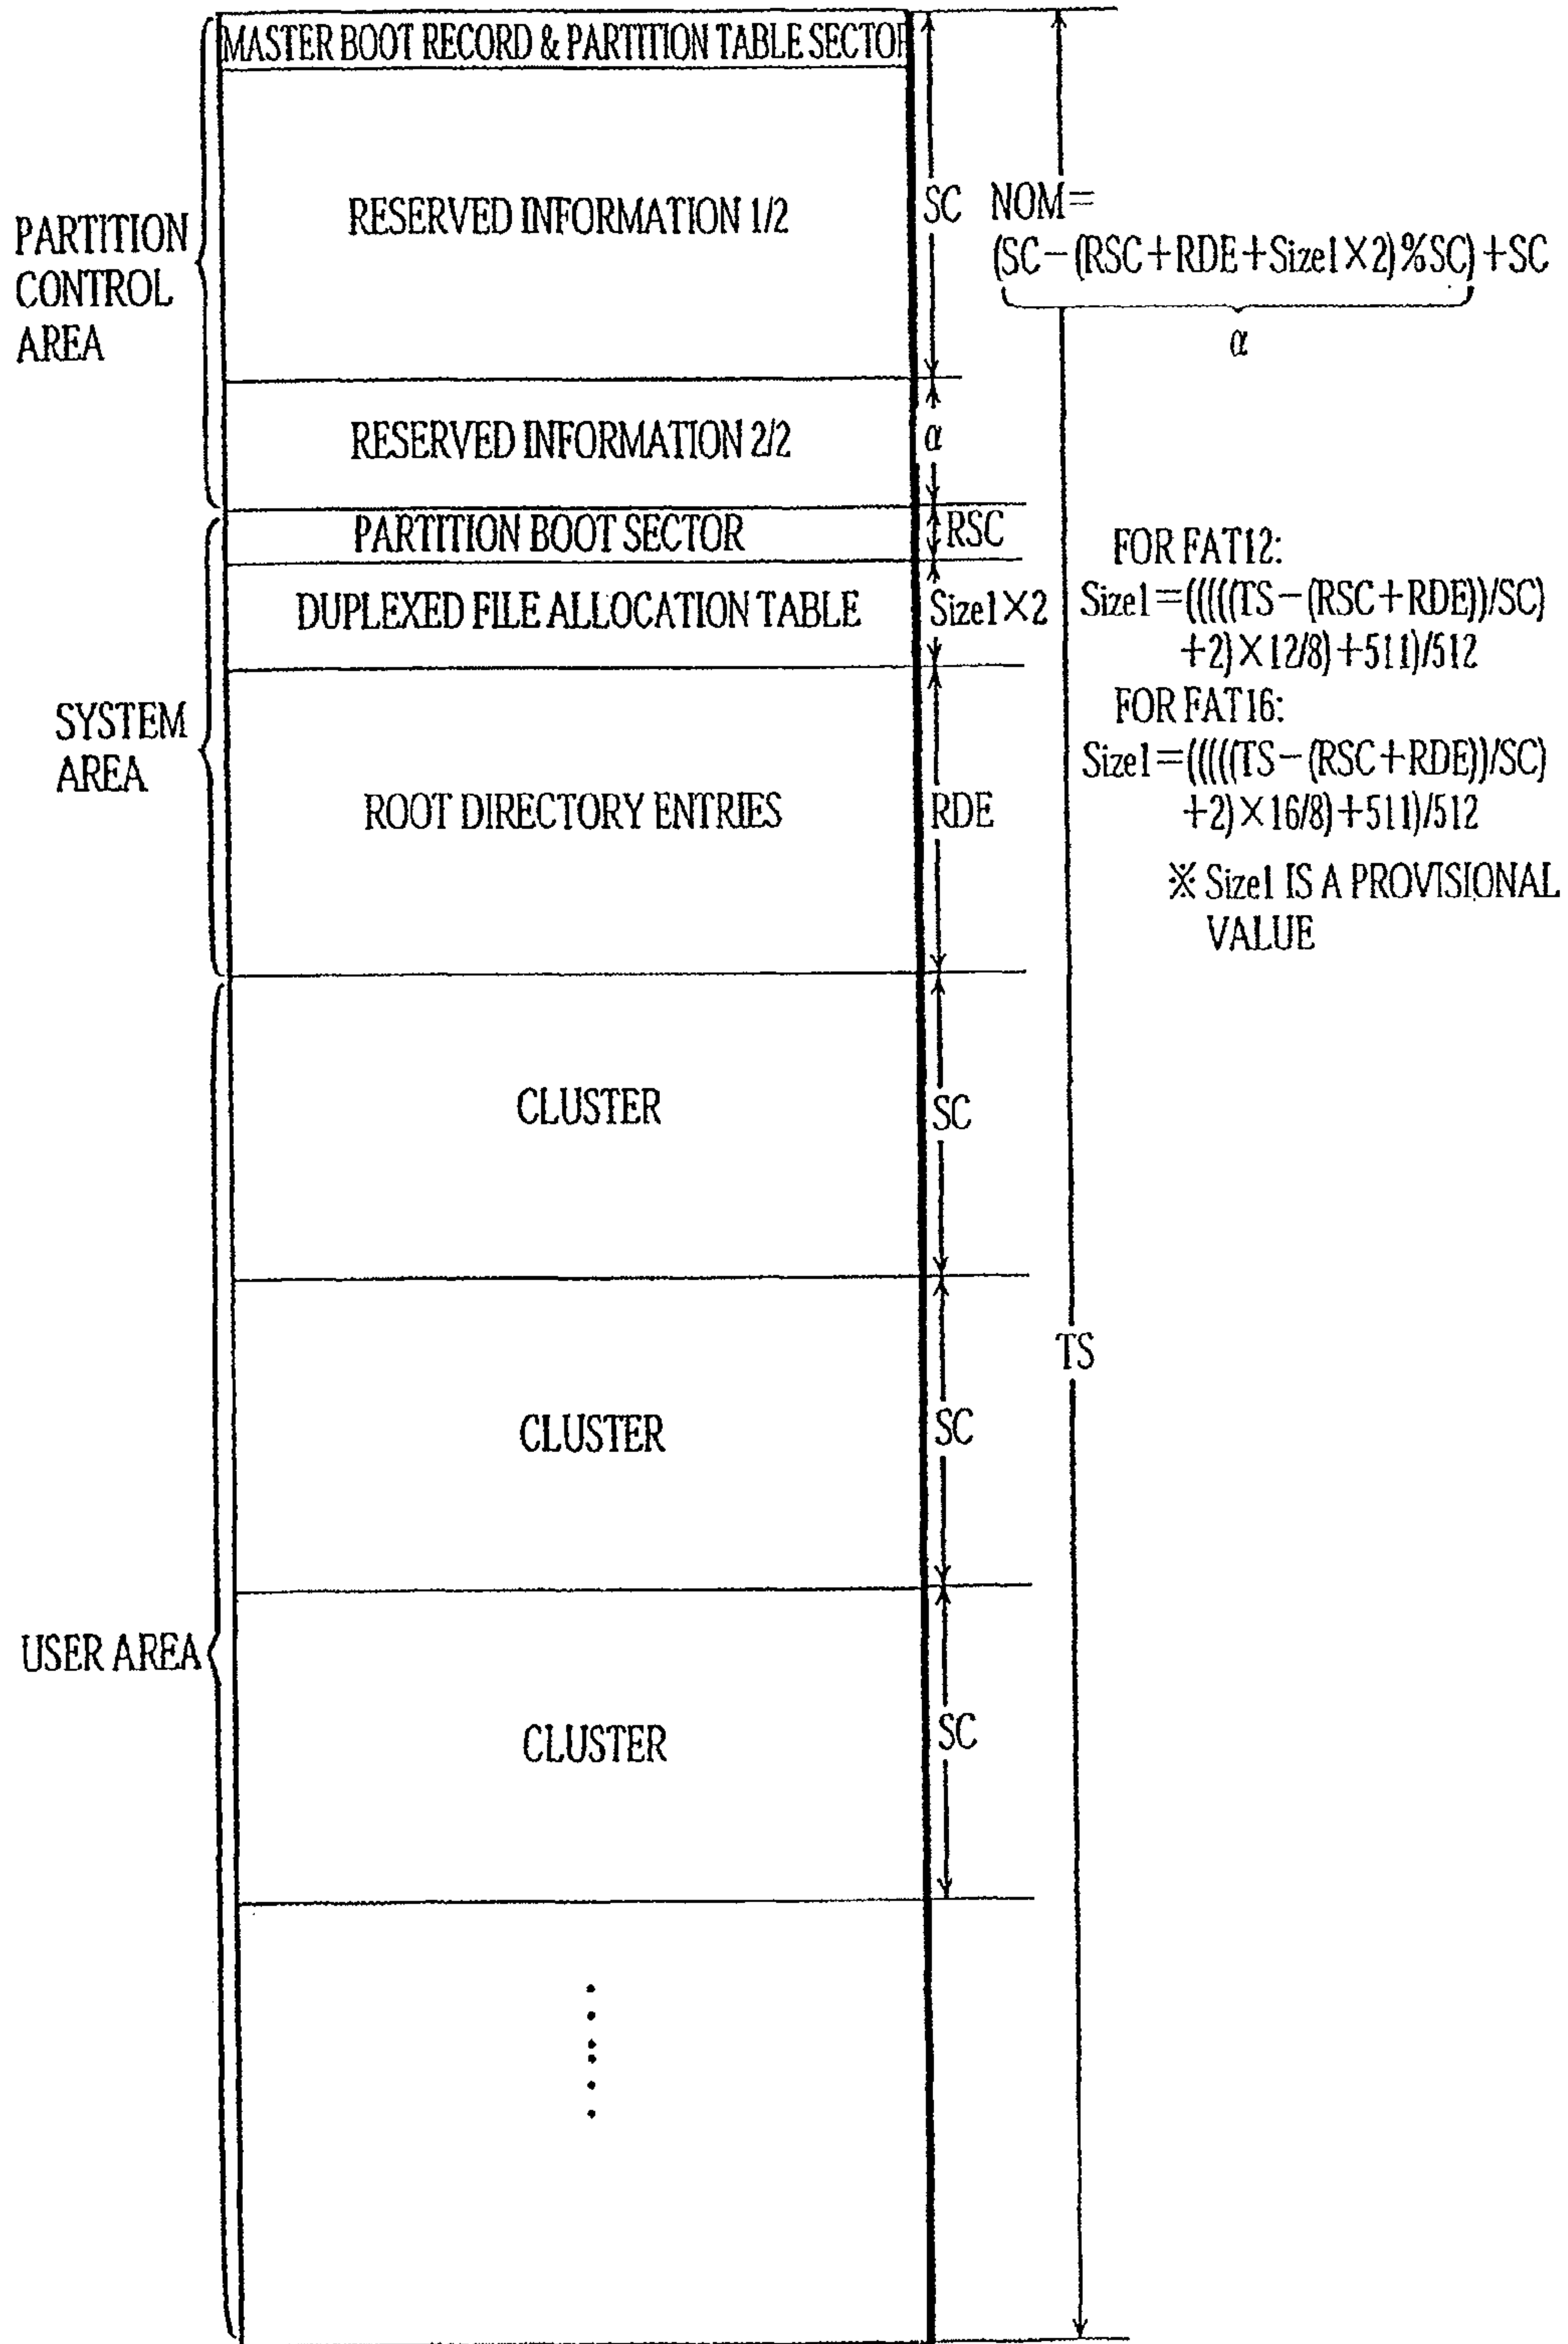 MASTER BOOT RECORD & PARTITION TABLE SECTOR
PARTITION
CONTROL
AREA
RESERVED INFORMATION 1/2
SC
NOM=
(SC-(RSC+RDE+Size1×2)%SC)+SC
α
RESERVED INFORMATION 2/2
α
PARTITION BOOT SECTOR
RSC
DUPLEXED FILE ALLOCATION TABLE
Size1×2
FOR FAT12:
Size1=(((((TS-(RSC+RDE))/SC)
+2)×12/8)+511)/512
FOR FAT16:
Size1=(((((TS-(RSC+RDE))/SC)
+2)×16/8)+511)/512
※ Size1 IS A PROVISIONAL
VALUE
SYSTEM
AREA
ROOT DIRECTORY ENTRIES
RDE
CLUSTER
SC
TS
CLUSTER
SC
USER AREA
CLUSTER
SC